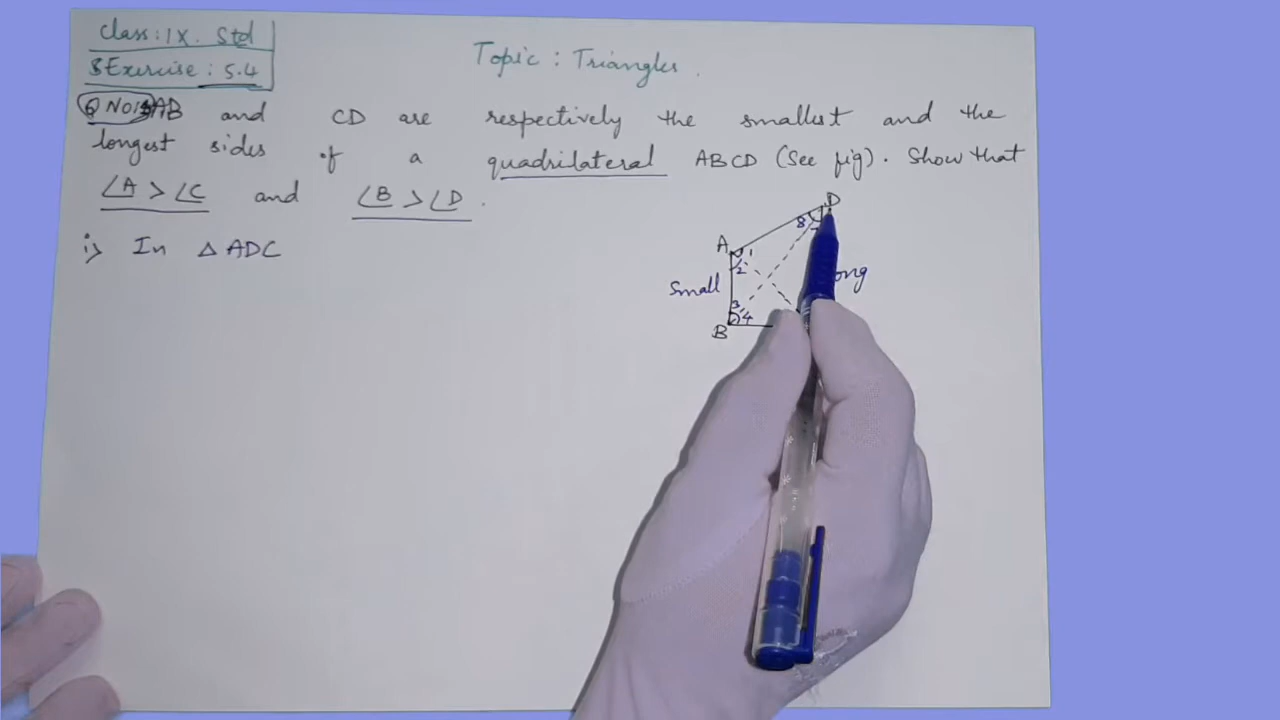 Class: IX. Std
Exercise: 5.4
Topic: Triangles.
Q No: AB and CD are respectively the smallest and the
longest sides of a quadrilateral ABCD (See fig). Show that
∠A > ∠C and ∠B > ∠D.
i) In △ ADC
D
8
A 1
2
Small
3
4
B